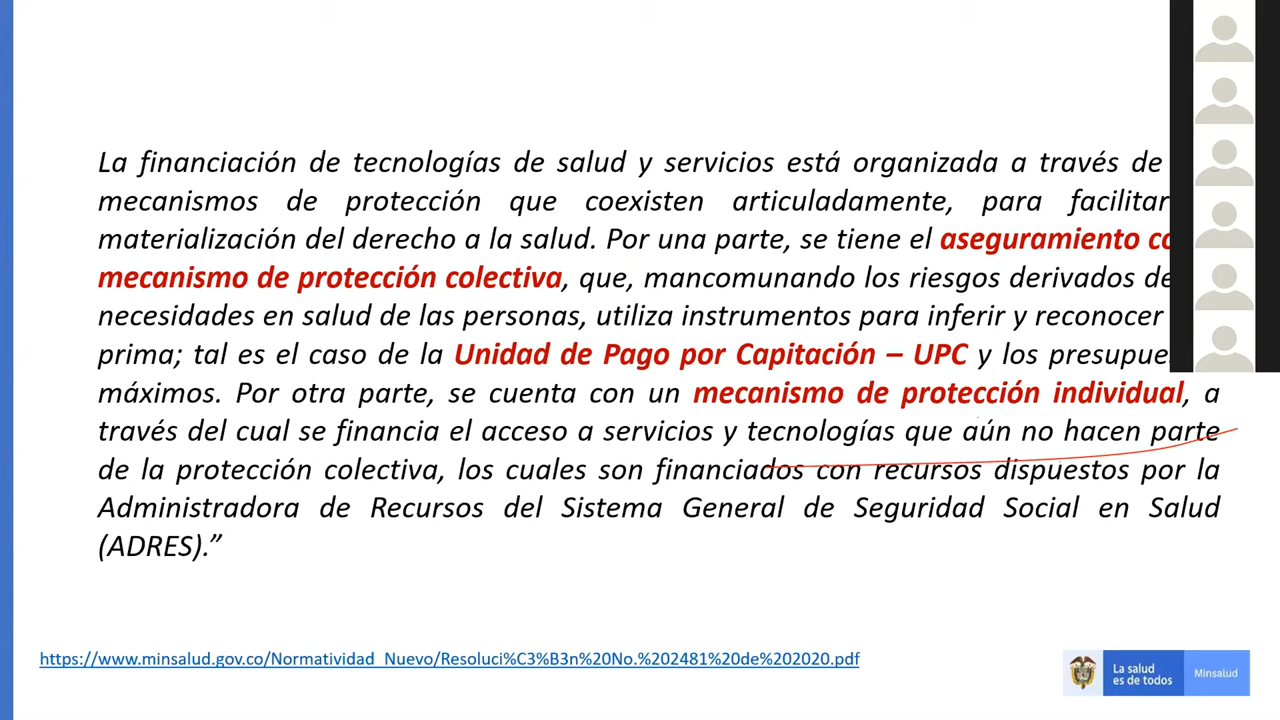 La financiación de tecnologías de salud y servicios está organizada a través de
mecanismos de protección que coexisten articuladamente, para facilitar
materialización del derecho a la salud. Por una parte, se tiene el aseguramiento
mecanismo de protección colectiva, que, mancomunando los riesgos derivados de
necesidades en salud de las personas, utiliza instrumentos para inferir y reconocer
prima; tal es el caso de la Unidad de Pago por Capitación – UPC y los
máximos. Por otra parte, se cuenta con un mecanismo de protección individual, a
través del cual se financia el acceso a servicios y tecnologías que aún no hacen parte
de la protección colectiva, los cuales son financiados con recursos dispuestos por la
Administradora de Recursos del Sistema General de Seguridad Social en Salud
(ADRES).”
https://www.minsalud.gov.co/Normatividad_Nuevo/Resoluci%C3%B3n%20No.%202481%20de%202020.pdf
La salud
es de todos
Minsalud